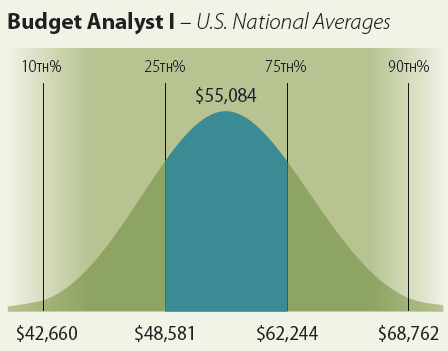 Budget Analyst I – U.S. National Averages
10TH% 25TH% 75TH% 90TH%
$55,084
$42,660 $48,581 $62,244 $68,762